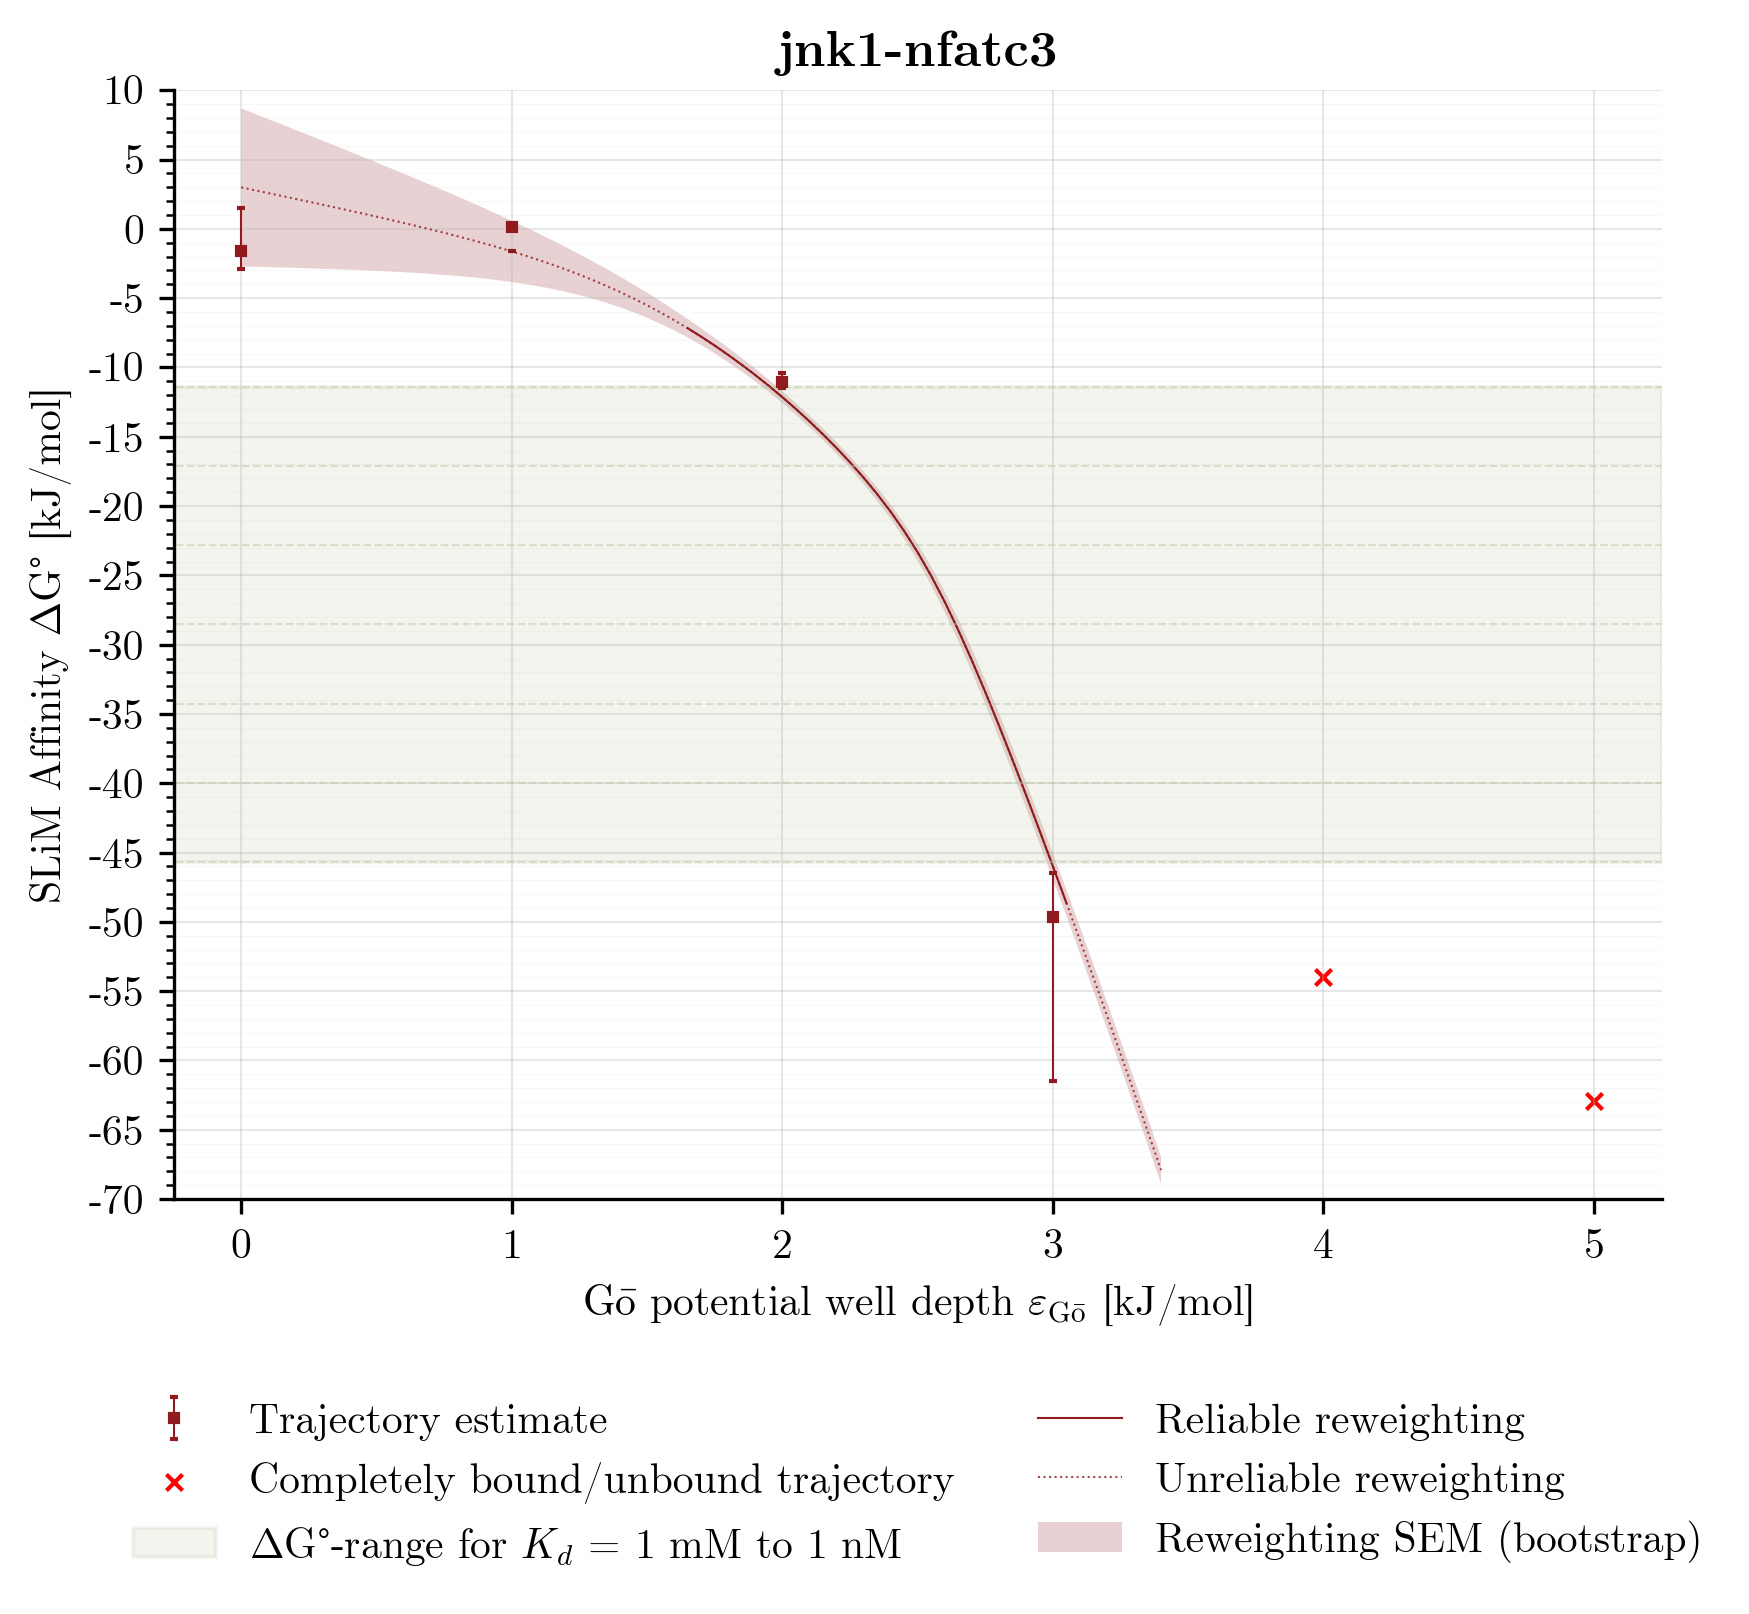 jnk1-nfatc3
10
5
0
-5
-10
-15
-20
-25
-30
-35
-40
-45
-50
-55
-60
-65
-70
SLiM Affinity ΔG° [kJ/mol]
0 1 2 3 4 5
Gō potential well depth ε_Gō [kJ/mol]
Trajectory estimate
Completely bound/unbound trajectory
ΔG°-range for K_d = 1 mM to 1 nM
Reliable reweighting
Unreliable reweighting
Reweighting SEM (bootstrap)